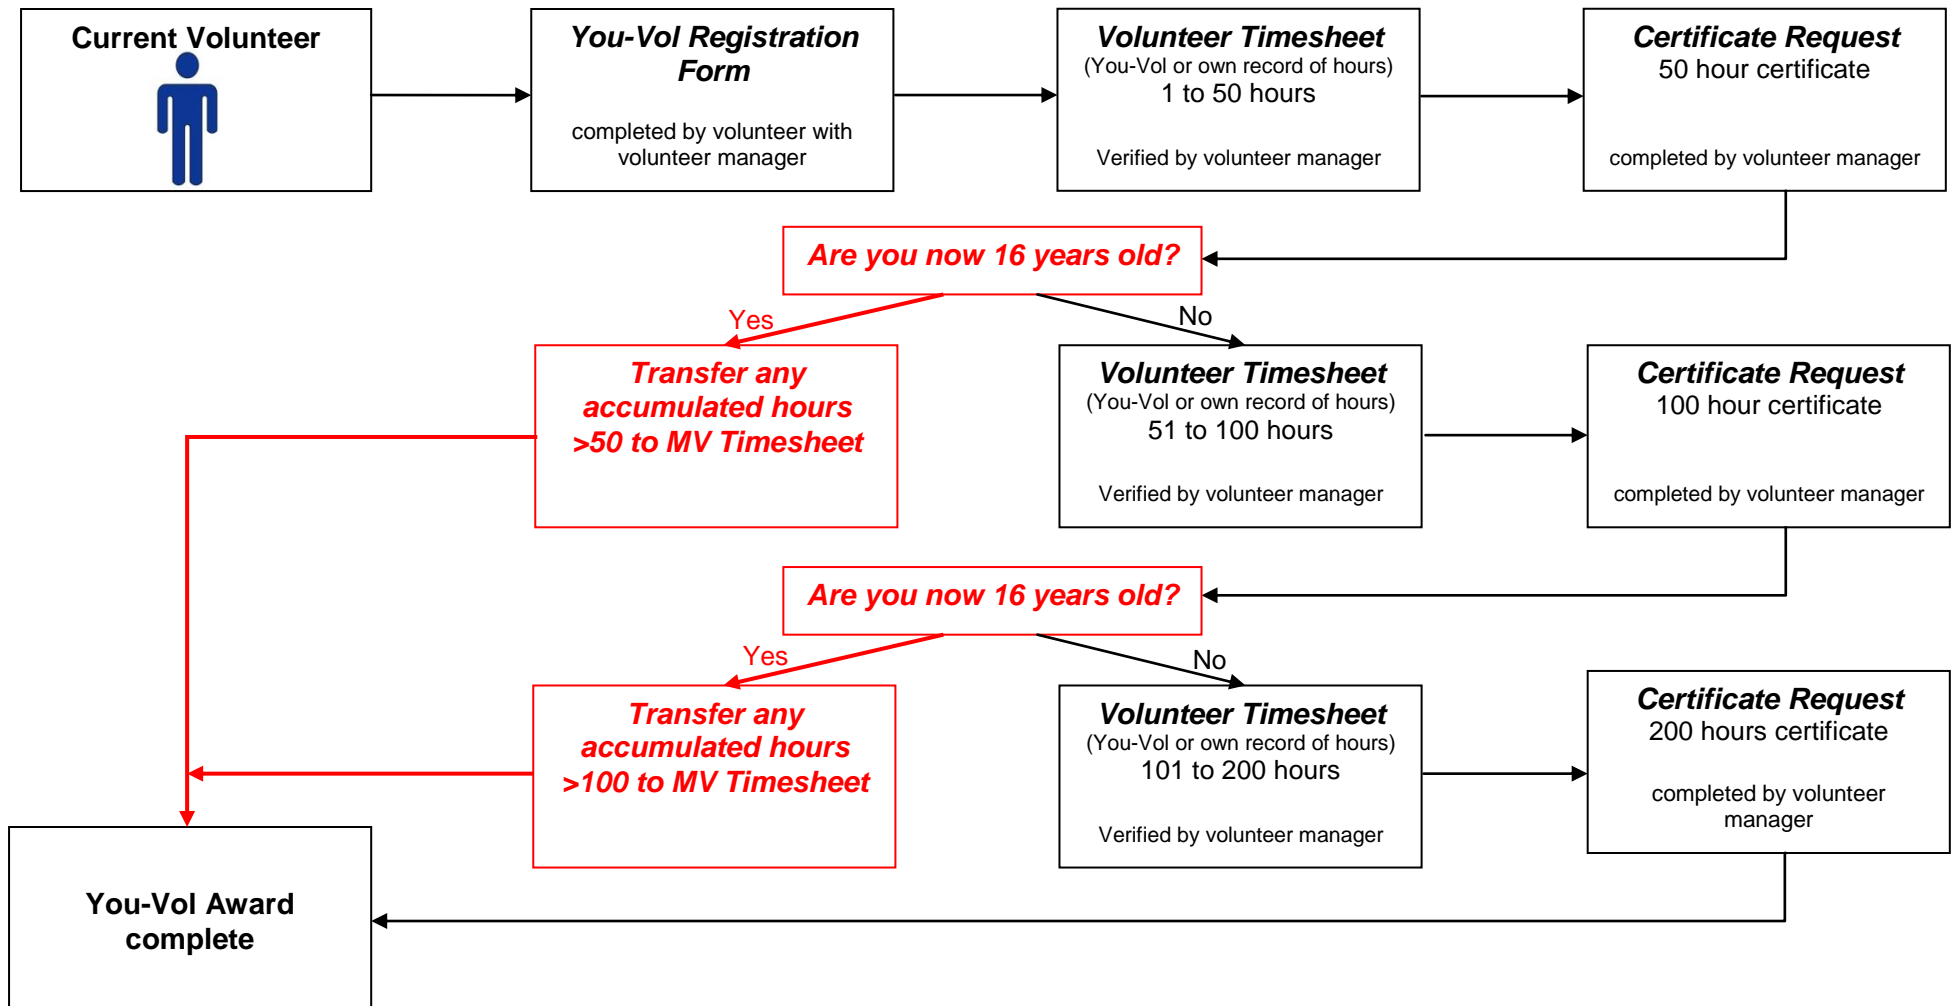 Current Volunteer
You-Vol Registration
Form
completed by volunteer with
volunteer manager
Volunteer Timesheet
(You-Vol or own record of hours)
1 to 50 hours
Verified by volunteer manager
Certificate Request
50 hour certificate
completed by volunteer manager
Are you now 16 years old?
Yes
No
Transfer any
accumulated hours
>50 to MV Timesheet
Volunteer Timesheet
(You-Vol or own record of hours)
51 to 100 hours
Verified by volunteer manager
Certificate Request
100 hour certificate
completed by volunteer manager
Are you now 16 years old?
Yes
No
Transfer any
accumulated hours
>100 to MV Timesheet
Volunteer Timesheet
(You-Vol or own record of hours)
101 to 200 hours
Verified by volunteer manager
Certificate Request
200 hours certificate
completed by volunteer
manager
You-Vol Award
complete